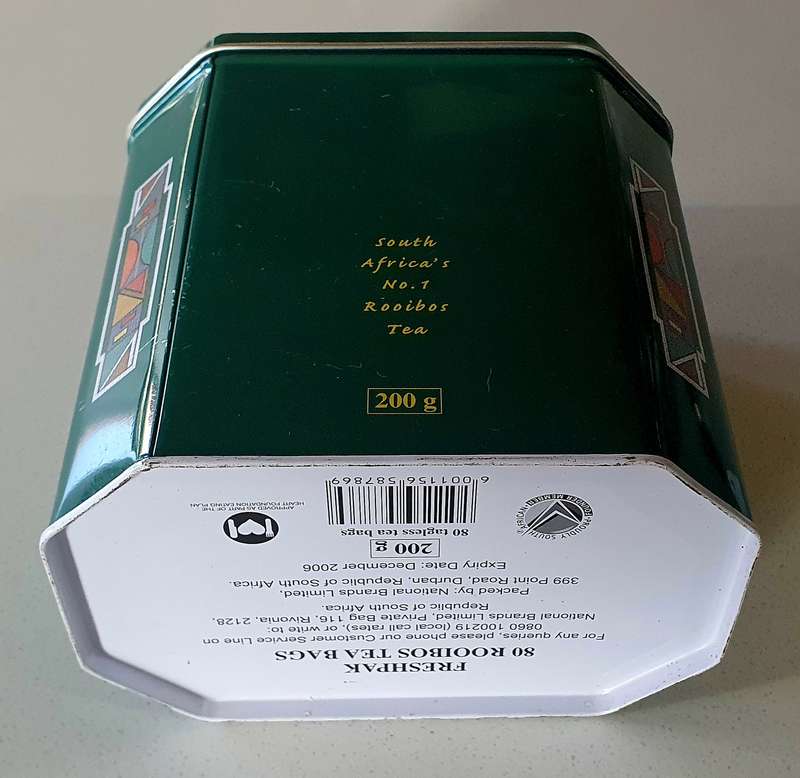 South
Africa's
No.1
Rooibos
Tea
200 g
FRESHPAK
80 ROOIBOS TEA BAGS
For any queries, please phone our Customer Service Line on
0860 100219 (local call rates), or write to:
National Brands Limited, Private Bag 116, Rivonia, 2128,
Republic of South Africa.
Packed by: National Brands Limited,
399 Point Road, Durban, Republic of South Africa.
Expiry Date: December 2006
200 g
80 tagless tea bags
6 001156 587869
PROUDLY SOUTH AFRICAN
MEMBER
APPROVED AS PART OF THE
HEART FOUNDATION EATING PLAN